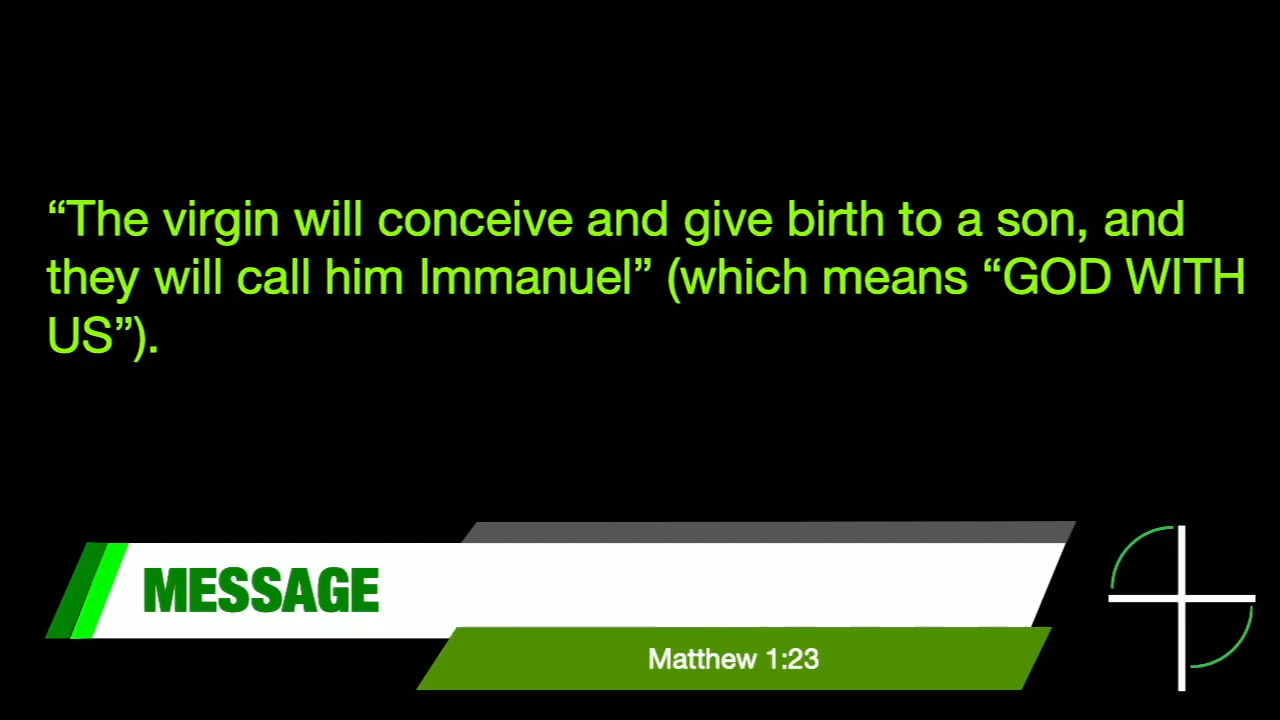 “The virgin will conceive and give birth to a son, and
they will call him Immanuel” (which means “GOD WITH
US”).
MESSAGE
Matthew 1:23